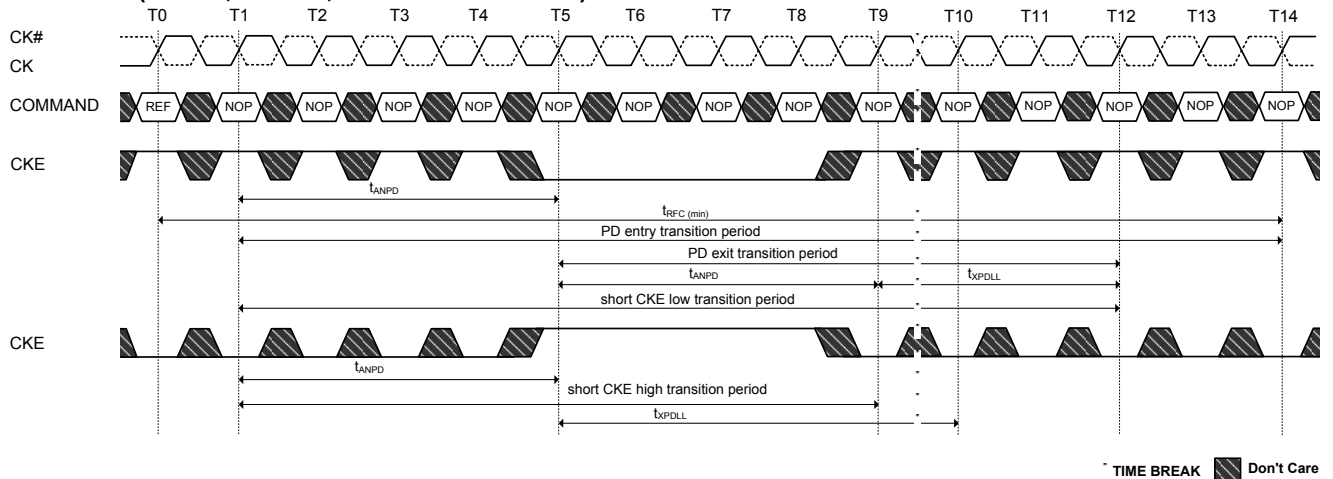 T0 T1 T2 T3 T4 T5 T6 T7 T8 T9 T10 T11 T12 T13 T14
CK#
CK
COMMAND REF NOP NOP NOP NOP NOP NOP NOP NOP NOP NOP NOP NOP NOP NOP
CKE
tANPD
tRFC (min)
PD entry transition period
PD exit transition period
tANPD tXPDLL
short CKE low transition period
CKE
tANPD
short CKE high transition period
tXPDLL
TIME BREAK Don't Care